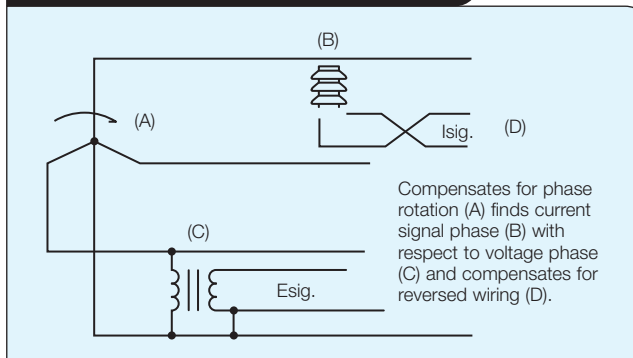 (B)
(A)
Isig.
(D)
Compensates for phase
rotation (A) finds current
signal phase (B) with
respect to voltage phase
(C) and compensates for
reversed wiring (D).
(C)
Esig.